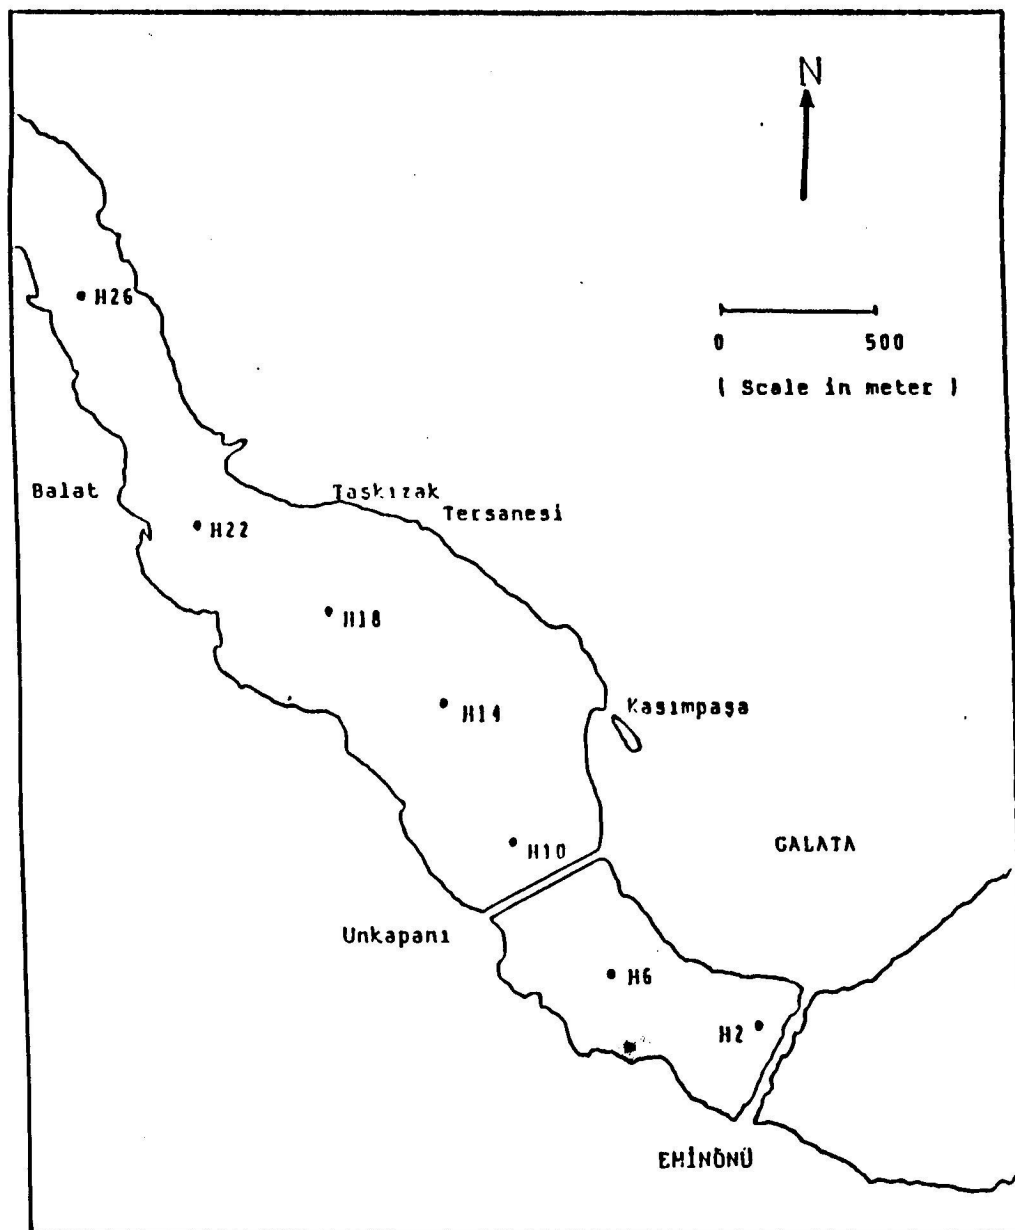 N
H26
0 500
( Scale in meter )
Balat
Taşkızak
Tersanesi
H22
H18
Kasımpaşa
H14
H10
GALATA
Unkapanı
H6
H2
EMİNÖNÜ